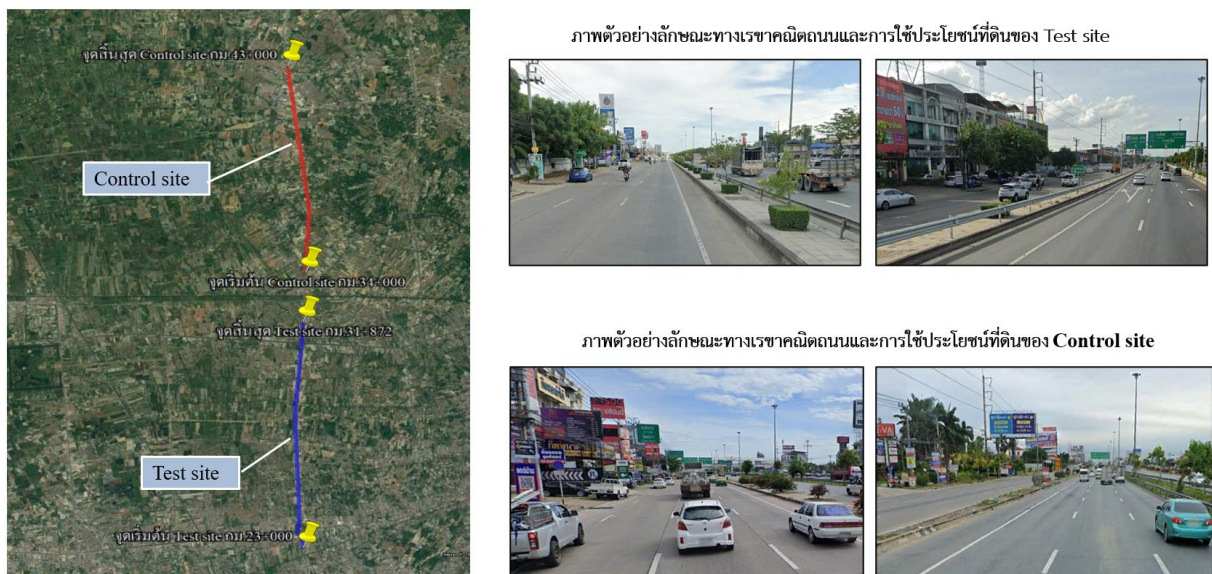 จุดสิ้นสุด Control site กม.43+000
Control site
จุดเริ่มต้น Control site กม.34+000
จุดสิ้นสุด Test site กม.31+872
Test site
จุดเริ่มต้น Test site กม.23+000
ภาพตัวอย่างลักษณะทางเรขาคณิตถนนและการใช้ประโยชน์ที่ดินของ Test site
ภาพตัวอย่างลักษณะทางเรขาคณิตถนนและการใช้ประโยชน์ที่ดินของ Control site